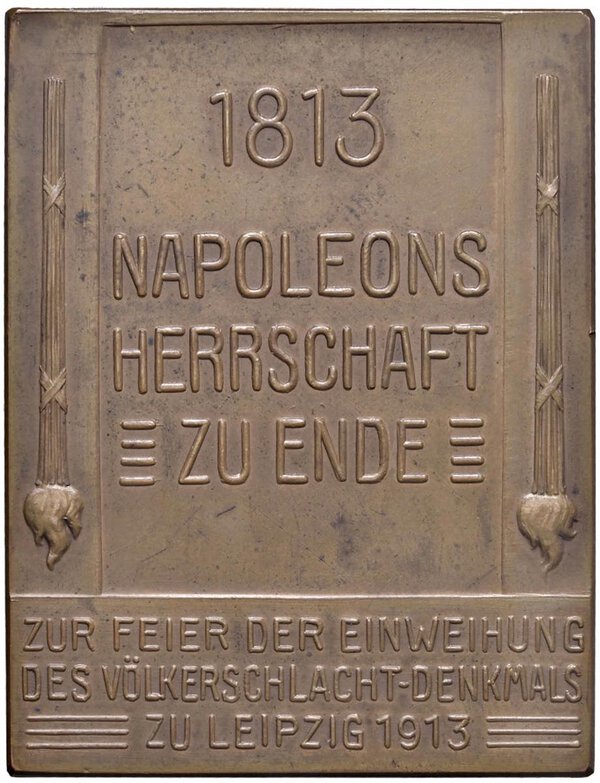 1813
NAPOLEONS
HERRSCHAFT
ZU ENDE
ZUR FEIER DER EINWEIHUNG
DES VÖLKERSCHLACHT-DENKMALS
ZU LEIPZIG 1913